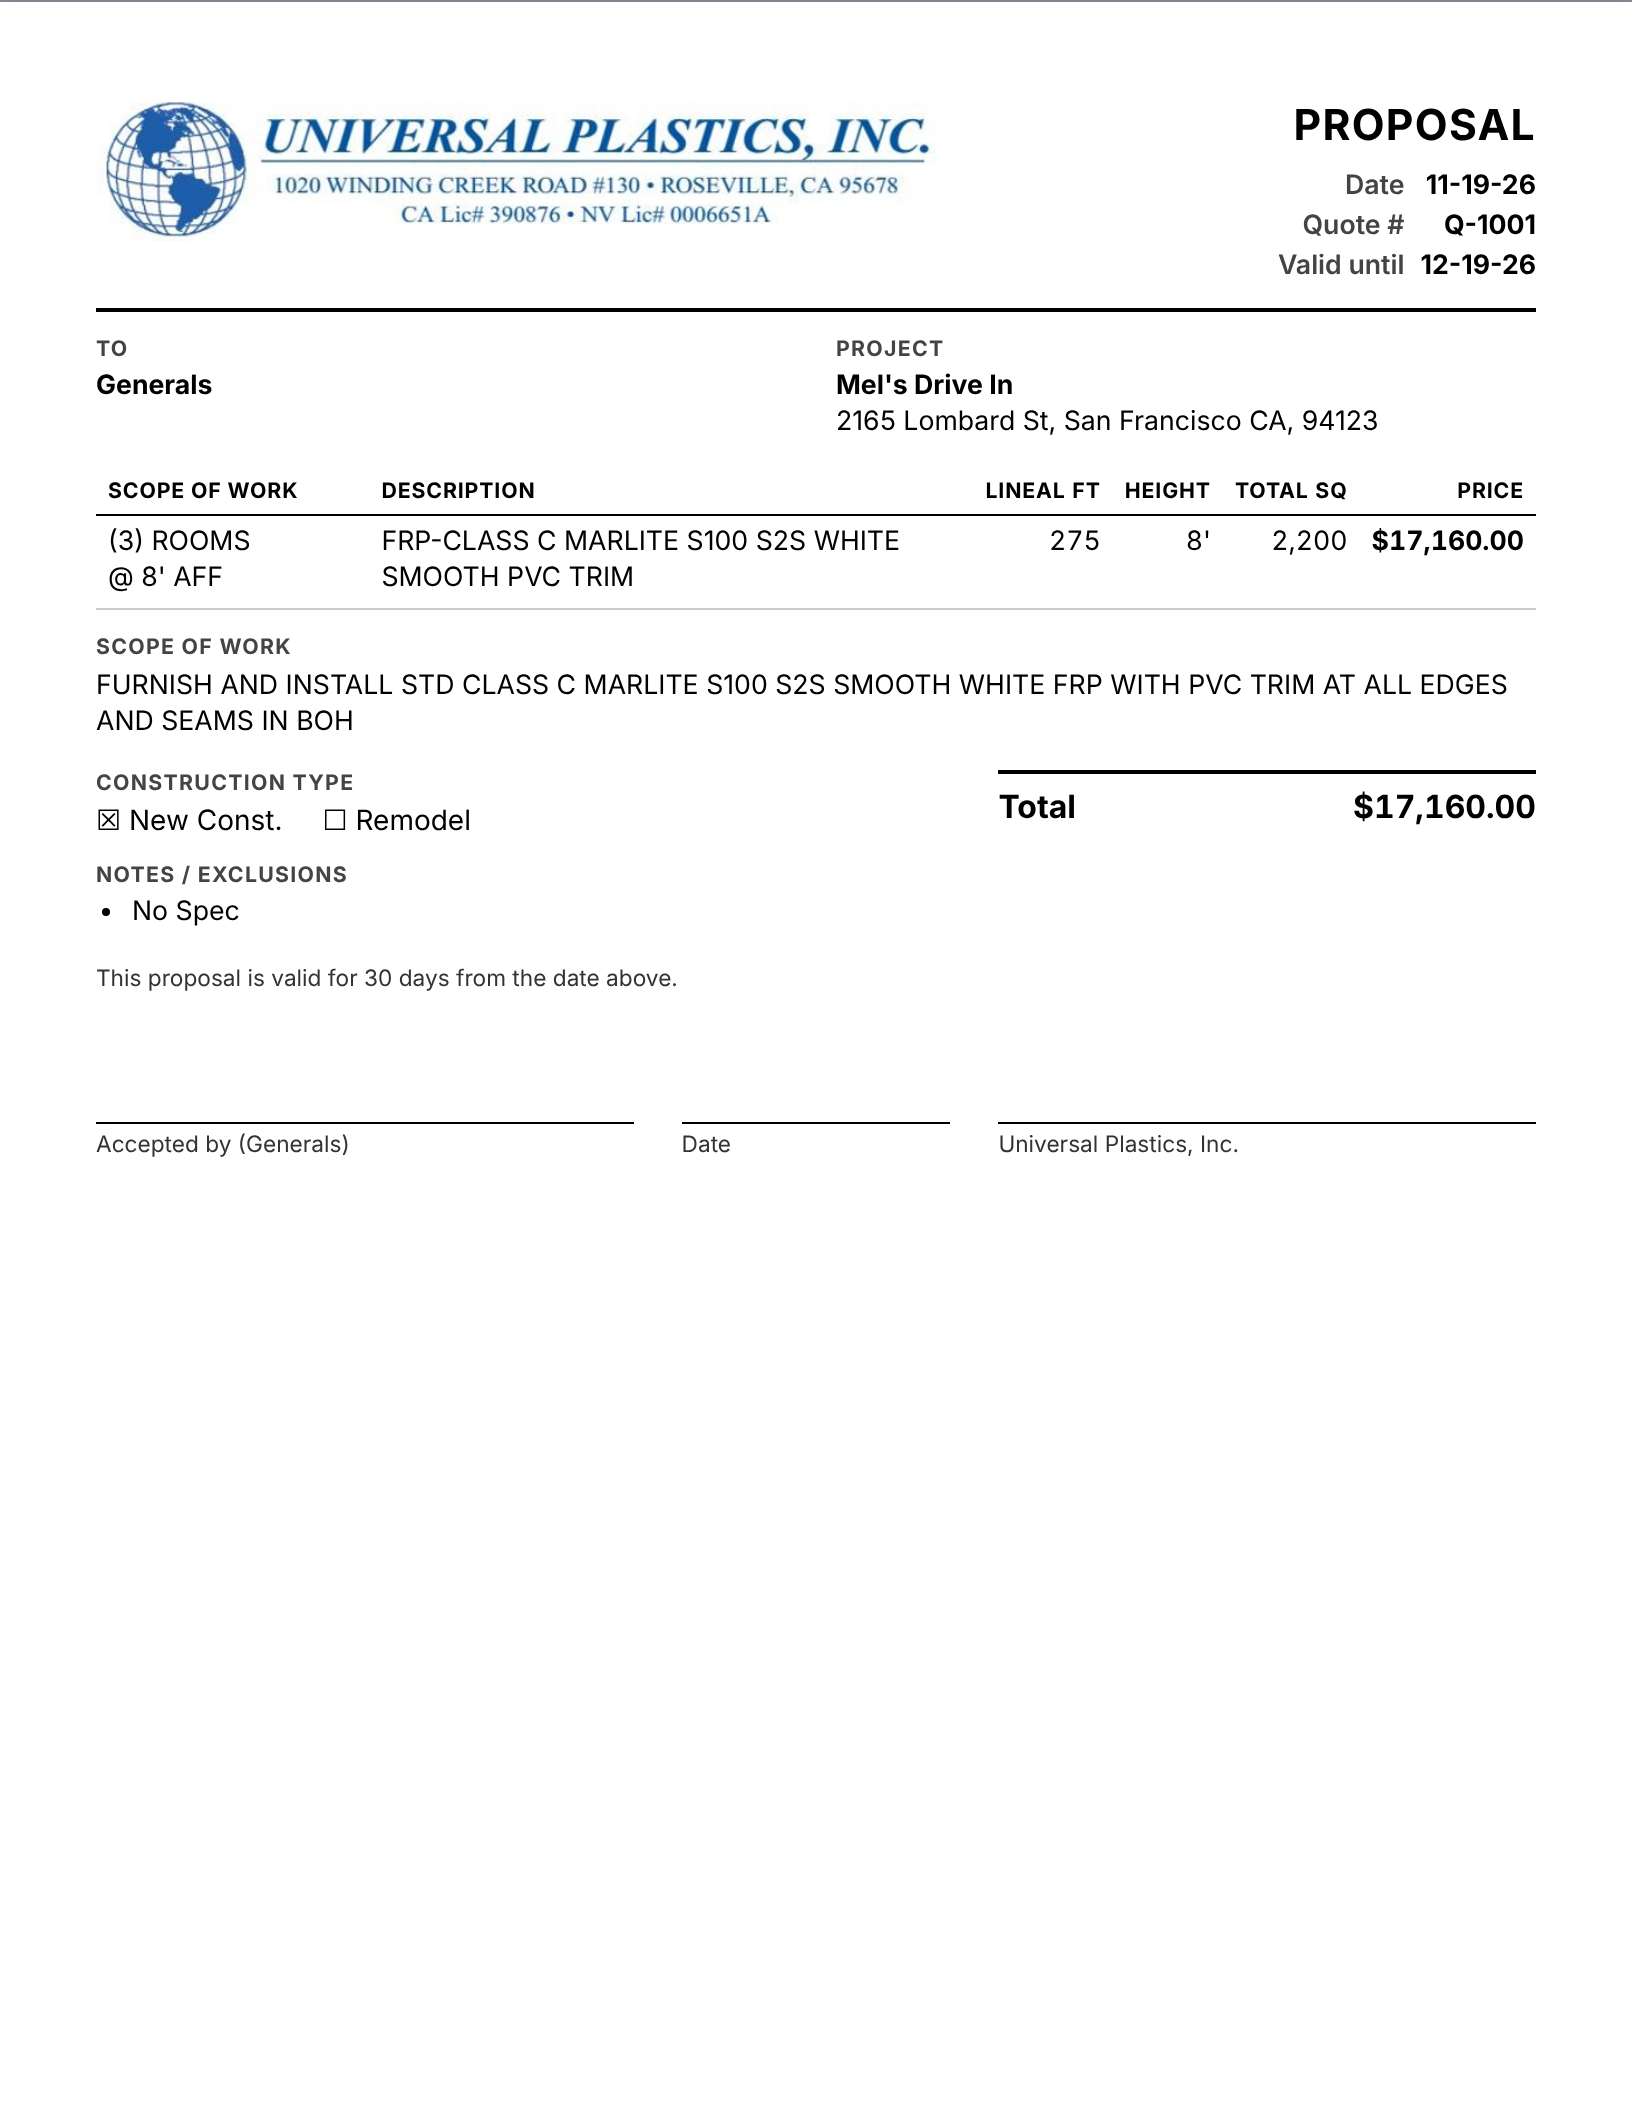 UNIVERSAL PLASTICS, INC.
1020 WINDING CREEK ROAD #130 • ROSEVILLE, CA 95678
CA Lic# 390876 • NV Lic# 0006651A
PROPOSAL
Date 11-19-26
Quote # Q-1001
Valid until 12-19-26
TO
Generals
PROJECT
Mel's Drive In
2165 Lombard St, San Francisco CA, 94123
SCOPE OF WORK DESCRIPTION LINEAL FT HEIGHT TOTAL SQ PRICE
(3) ROOMS FRP-CLASS C MARLITE S100 S2S WHITE 275 8' 2,200 $17,160.00
@ 8' AFF SMOOTH PVC TRIM
SCOPE OF WORK
FURNISH AND INSTALL STD CLASS C MARLITE S100 S2S SMOOTH WHITE FRP WITH PVC TRIM AT ALL EDGES
AND SEAMS IN BOH
CONSTRUCTION TYPE
☒ New Const. ☐ Remodel
Total $17,160.00
NOTES / EXCLUSIONS
• No Spec
This proposal is valid for 30 days from the date above.
Accepted by (Generals) Date Universal Plastics, Inc.